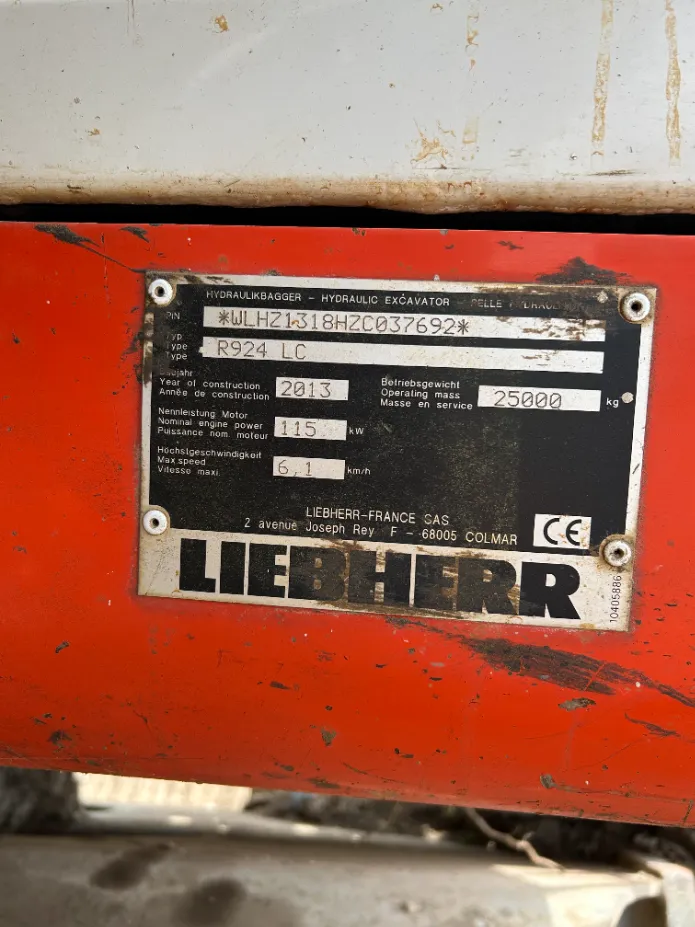 HYDRAULIKBAGGER - HYDRAULIC EXCAVATOR - PELLE
PIN *WLHZ1318HZC037692*
Typ
Type R924 LC
Type
Baujahr
Year of construction 2013
Année de construction
Betriebsgewicht
Operating mass 25000 kg
Masse en service
Nennleistung Motor
Nominal engine power 115 kW
Puissance nom. moteur
Höchstgeschwindigkeit
Max speed 6,1 km/h
Vitesse maxi.
LIEBHERR-FRANCE SAS
2 avenue Joseph Rey F - 68005 COLMAR
CE
LIEBHERR
10405886